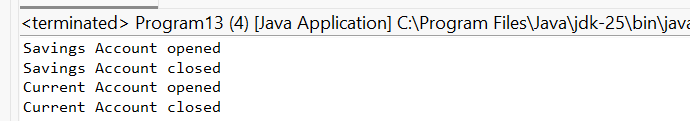 <terminated> Program13 (4) [Java Application] C:\Program Files\Java\jdk-25\bin\java
Savings Account opened
Savings Account closed
Current Account opened
Current Account closed